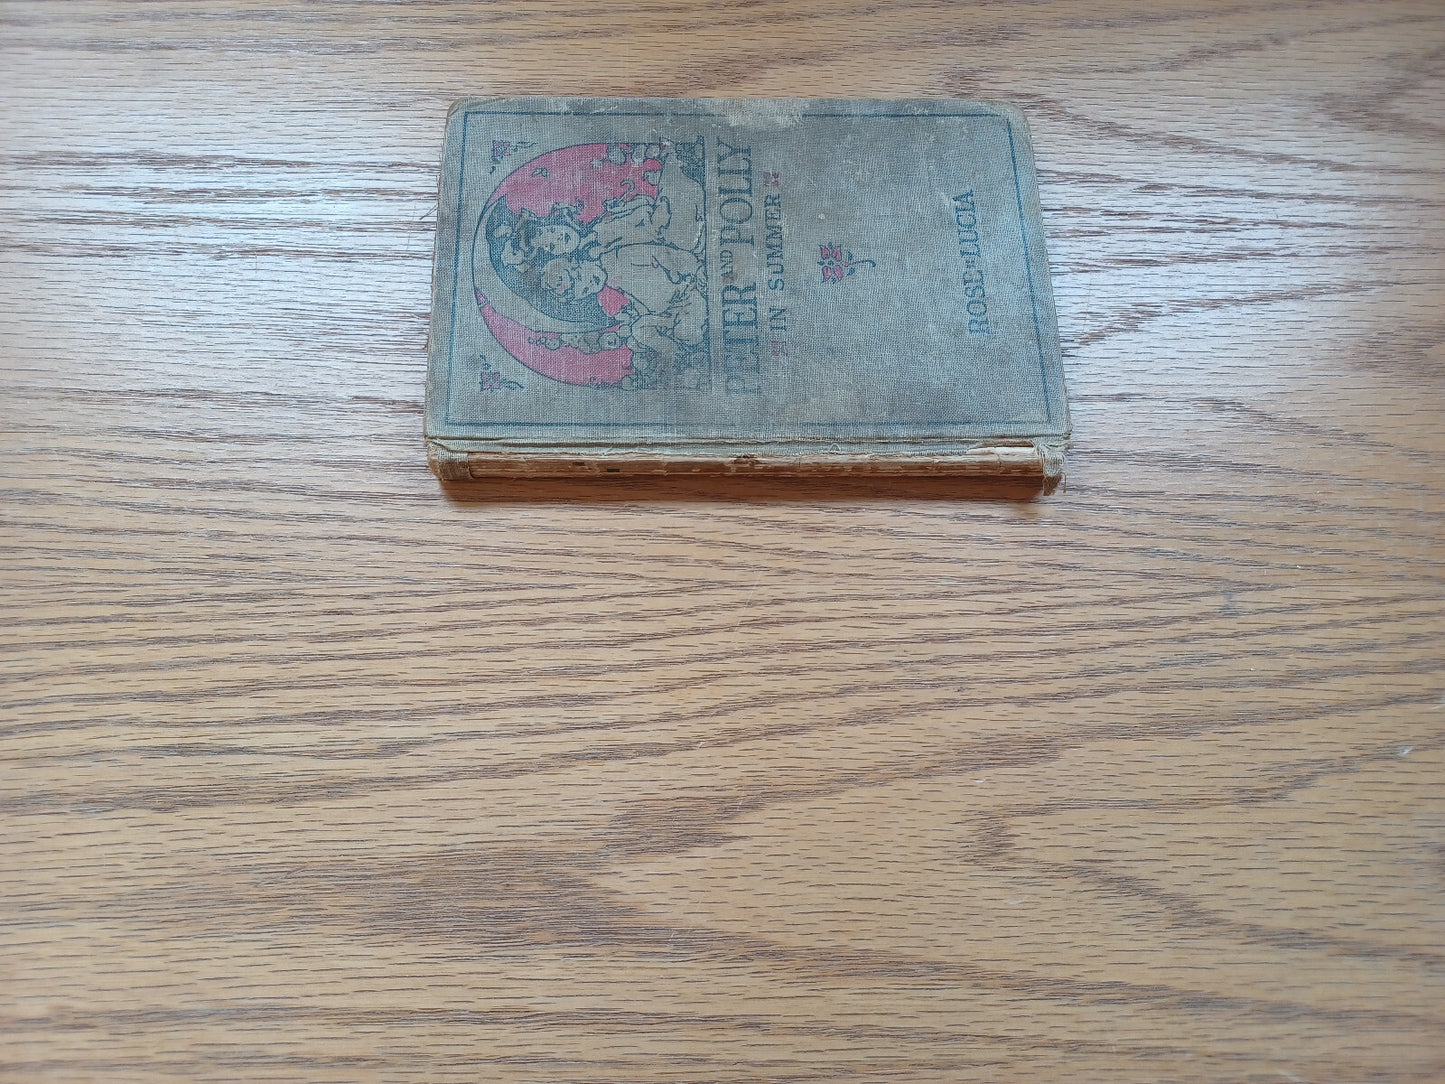 PETER AND POLLY
IN SUMMER
ROSE LUCIA